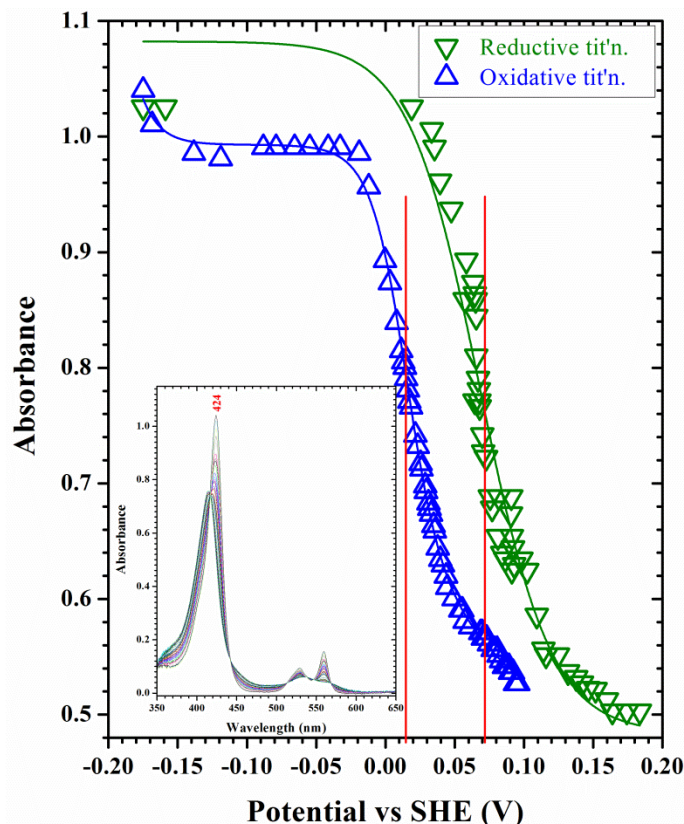 1.1
1.0
0.9
0.8
0.7
0.6
0.5
Absorbance
Reductive tit'n.
Oxidative tit'n.
424
1.0
0.8
0.6
0.4
0.2
0.0
Absorbance
350 400 450 500 550 600 650
Wavelength (nm)
-0.20 -0.15 -0.10 -0.05 0.00 0.05 0.10 0.15 0.20
Potential vs SHE (V)